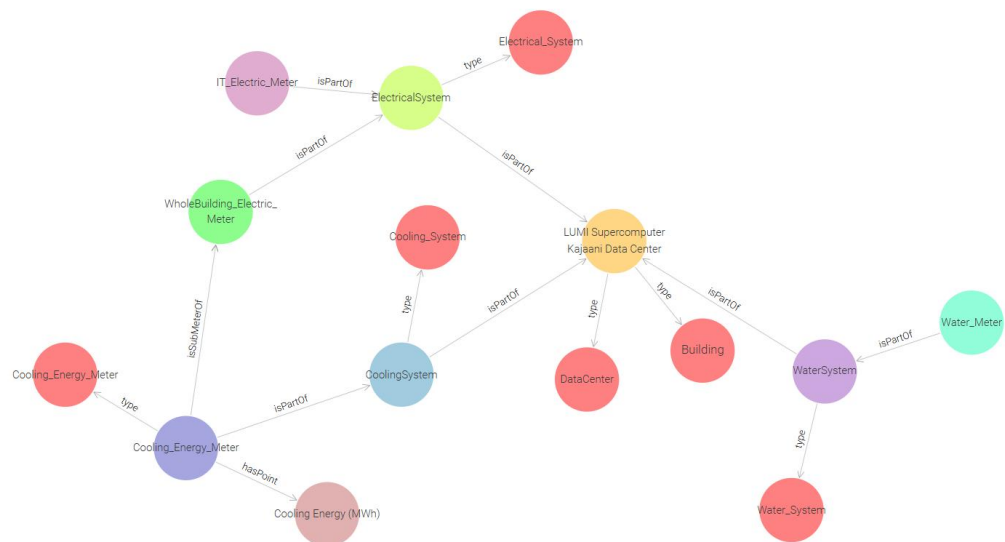 Electrical_System
type
IT_Electric_Meter
isPartOf
ElectricalSystem
isPartOf
isPartOf
WholeBuilding_Electric_
Meter
LUMI Supercomputer
Kajaani Data Center
Cooling_System
type
isPartOf
isPartOf
type
type
isSubMeterOf
Water_Meter
isPartOf
Building
Cooling_Energy_Meter
CoolingSystem
DataCenter
WaterSystem
type
isPartOf
type
Cooling_Energy_Meter
hasPoint
Cooling Energy (MWh)
Water_System